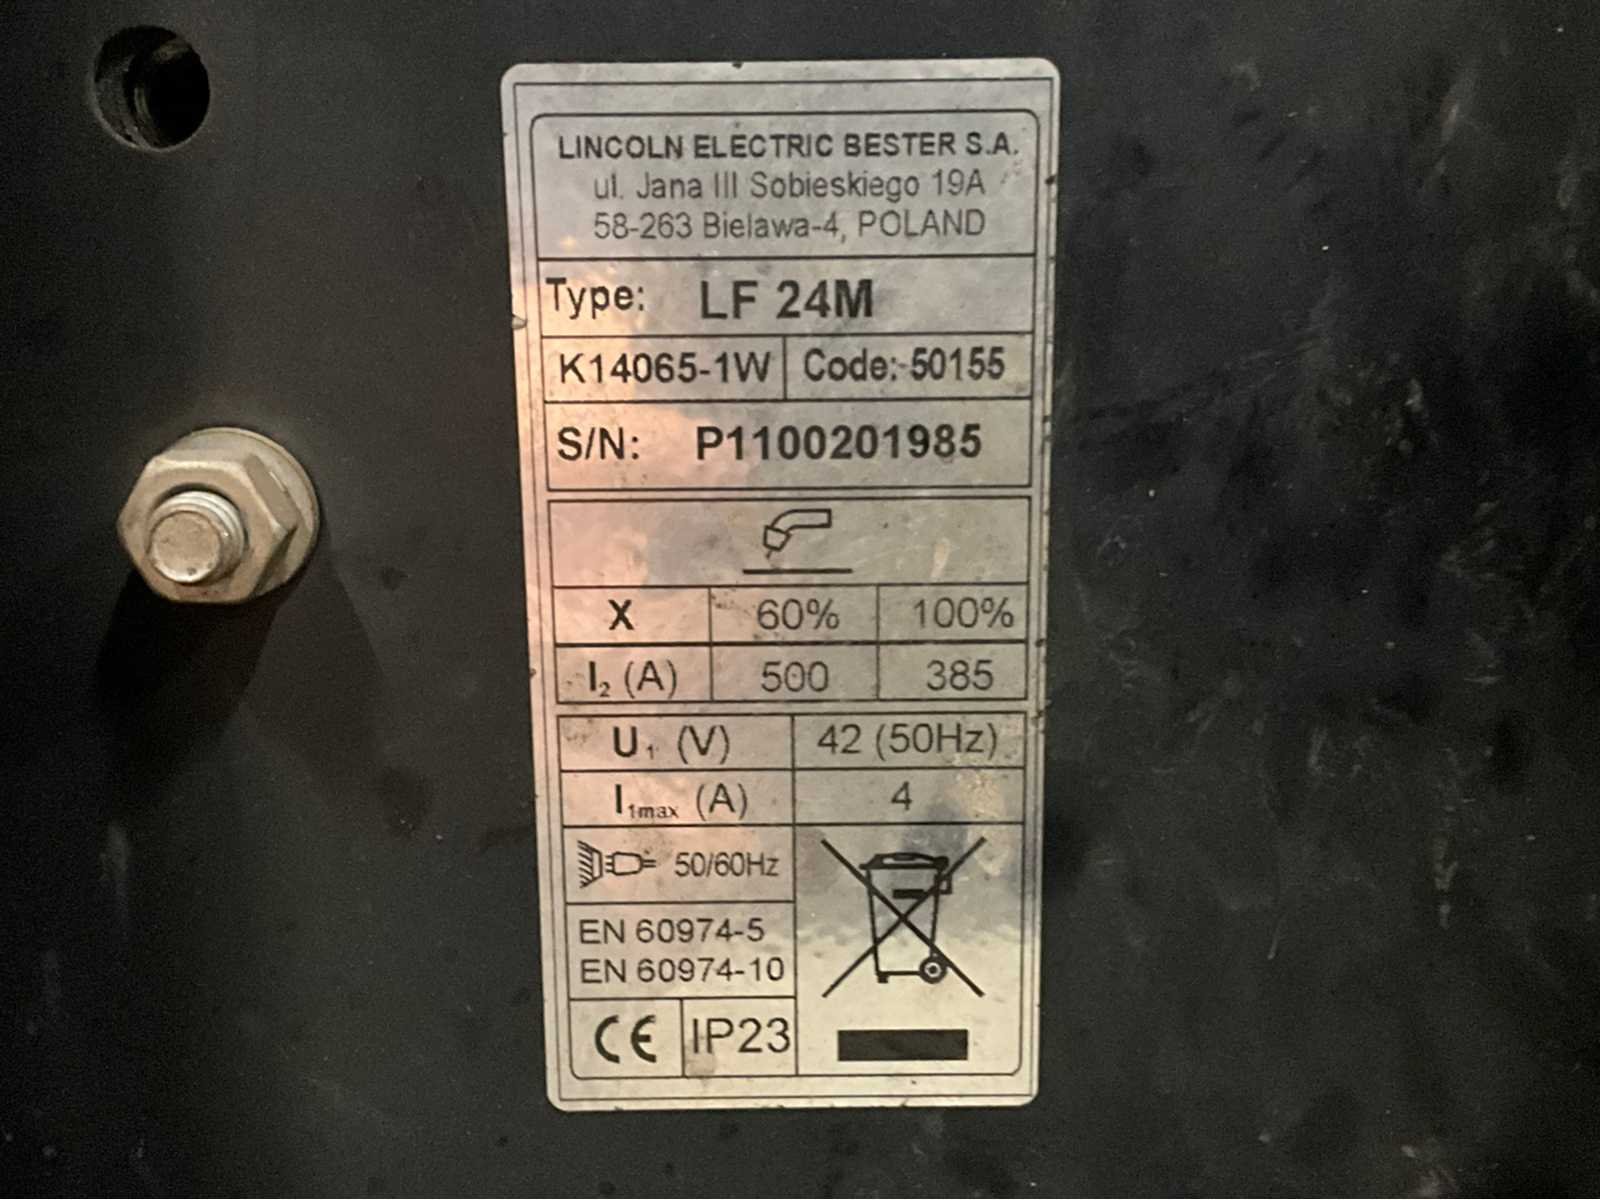 LINCOLN ELECTRIC BESTER S.A.
ul. Jana III Sobieskiego 19A
58-263 Bielawa-4, POLAND
Type: LF 24M
K14065-1W Code: 50155
S/N: P1100201985
X 60% 100%
I₂ (A) 500 385
U₁ (V) 42 (50Hz)
I₁max (A) 4
50/60Hz
EN 60974-5
EN 60974-10
CE IP23